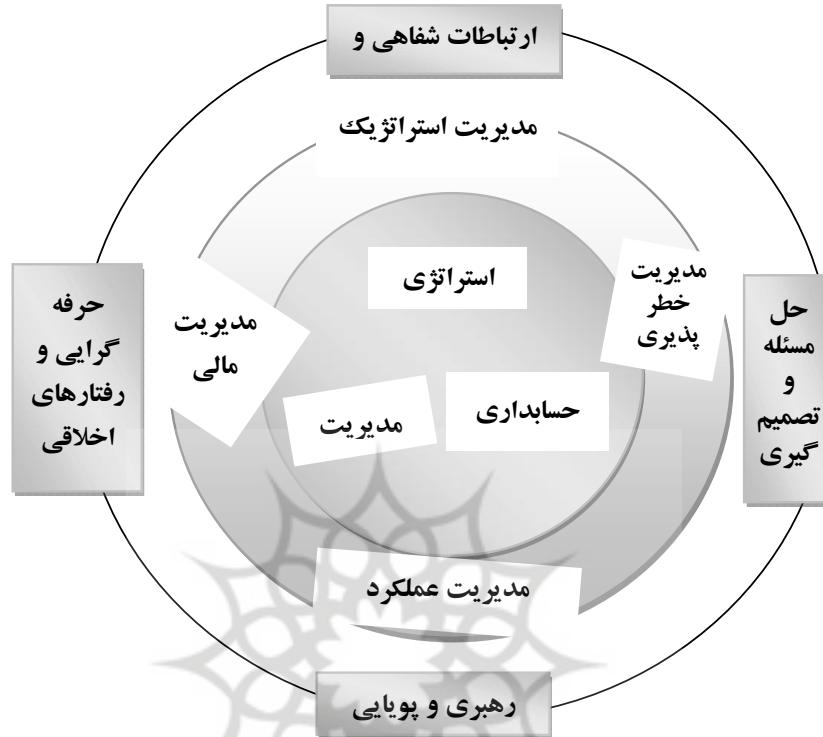 ارتباطات شفاهی و
مدیریت استراتژیک
استراتژی
مدیریت
خطر
پذیری
حل
مسئله
و
تصمیم
گیری
حرفه
گرایی و
رفتارهای
اخلاقی
مدیریت
مالی
حسابداری
مدیریت
مدیریت عملکرد
رهبری و پویایی